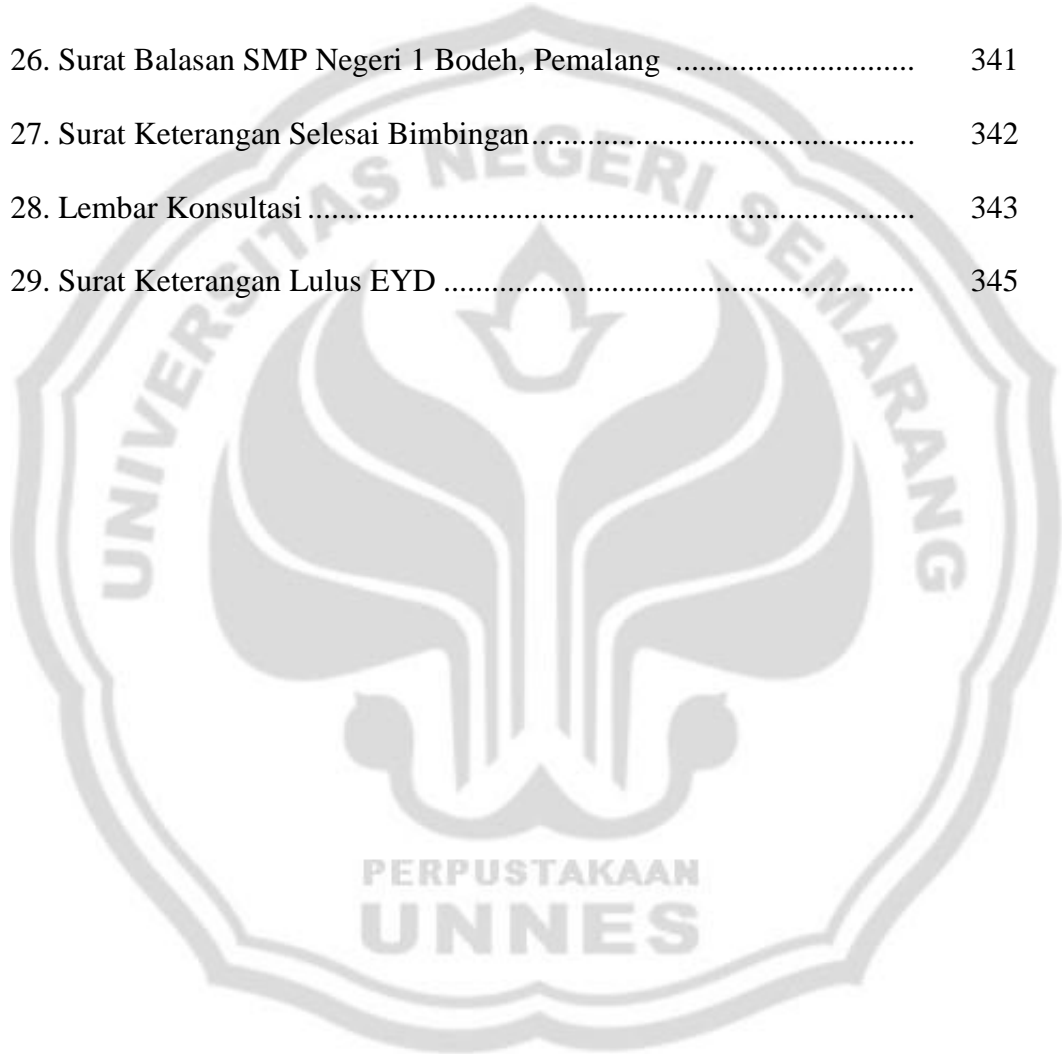 26. Surat Balasan SMP Negeri 1 Bodeh, Pemalang .............................. 341
27. Surat Keterangan Selesai Bimbingan................................................ 342
28. Lembar Konsultasi ............................................................................ 343
29. Surat Keterangan Lulus EYD ........................................................... 345
UNIVERSITAS NEGERI SEMARANG
PERPUSTAKAAN
UNNES